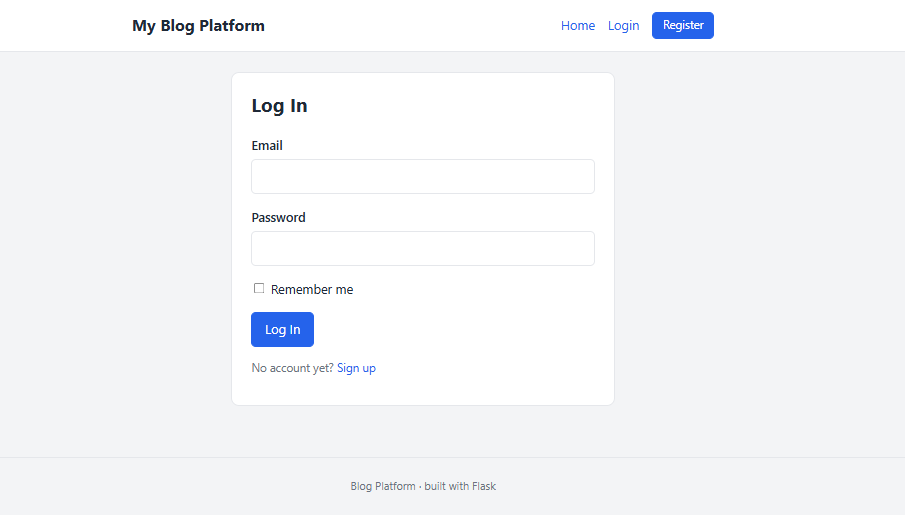 My Blog Platform
Home Login Register
Log In
Email
Password
Remember me
Log In
No account yet? Sign up
Blog Platform · built with Flask